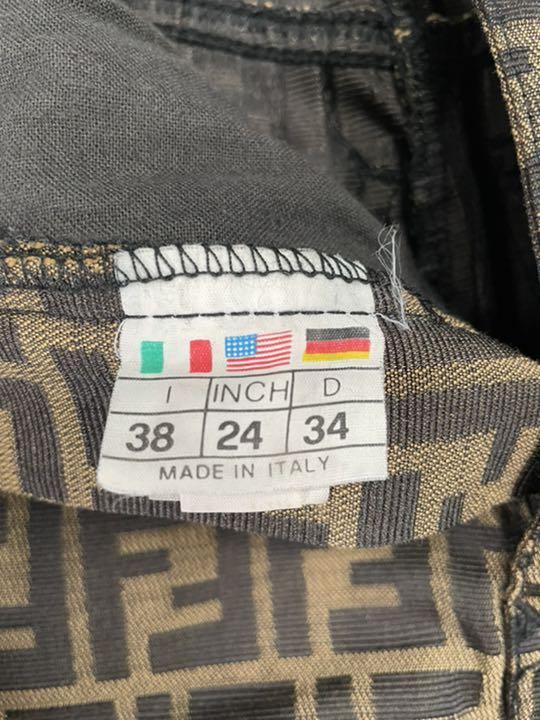 I INCH D
38 24 34
MADE IN ITALY